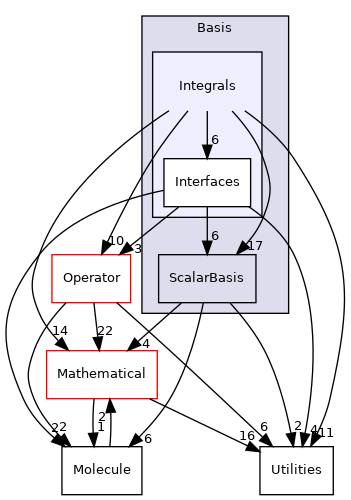 Basis
Integrals
6
Interfaces
10
3
6
17
Operator
ScalarBasis
14
22
4
Mathematical
2
1
22
6
16
6
2
4
11
Molecule
Utilities